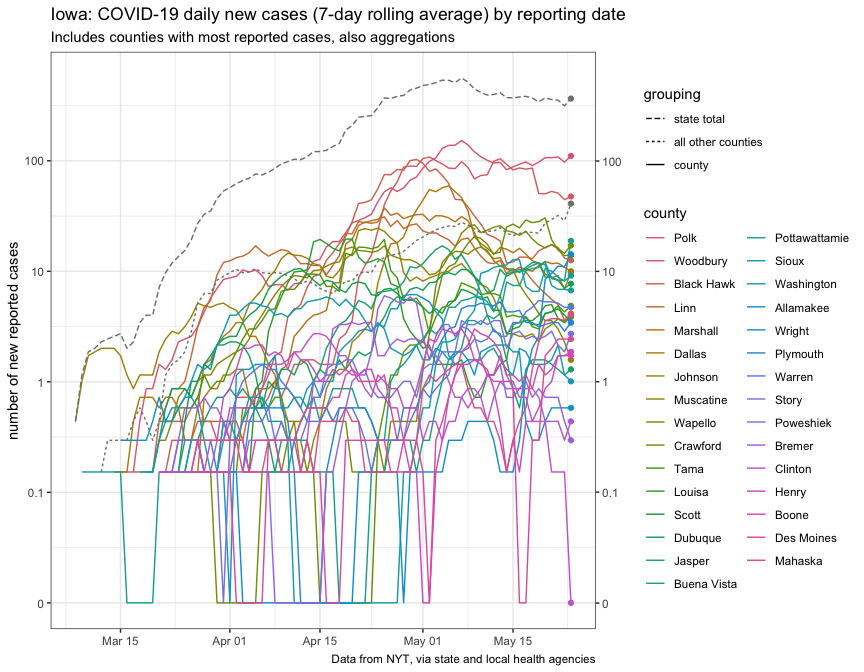 Iowa: COVID-19 daily new cases (7-day rolling average) by reporting date
Includes counties with most reported cases, also aggregations
number of new reported cases
100
10
1
0.1
0
100
10
1
0.1
0
Mar 15
Apr 01
Apr 15
May 01
May 15
Data from NYT, via state and local health agencies
grouping
state total
all other counties
county
county
Polk
Woodbury
Black Hawk
Linn
Marshall
Dallas
Johnson
Muscatine
Wapello
Crawford
Tama
Louisa
Scott
Dubuque
Jasper
Buena Vista
Pottawattamie
Sioux
Washington
Allamakee
Wright
Plymouth
Warren
Story
Poweshiek
Bremer
Clinton
Henry
Boone
Des Moines
Mahaska